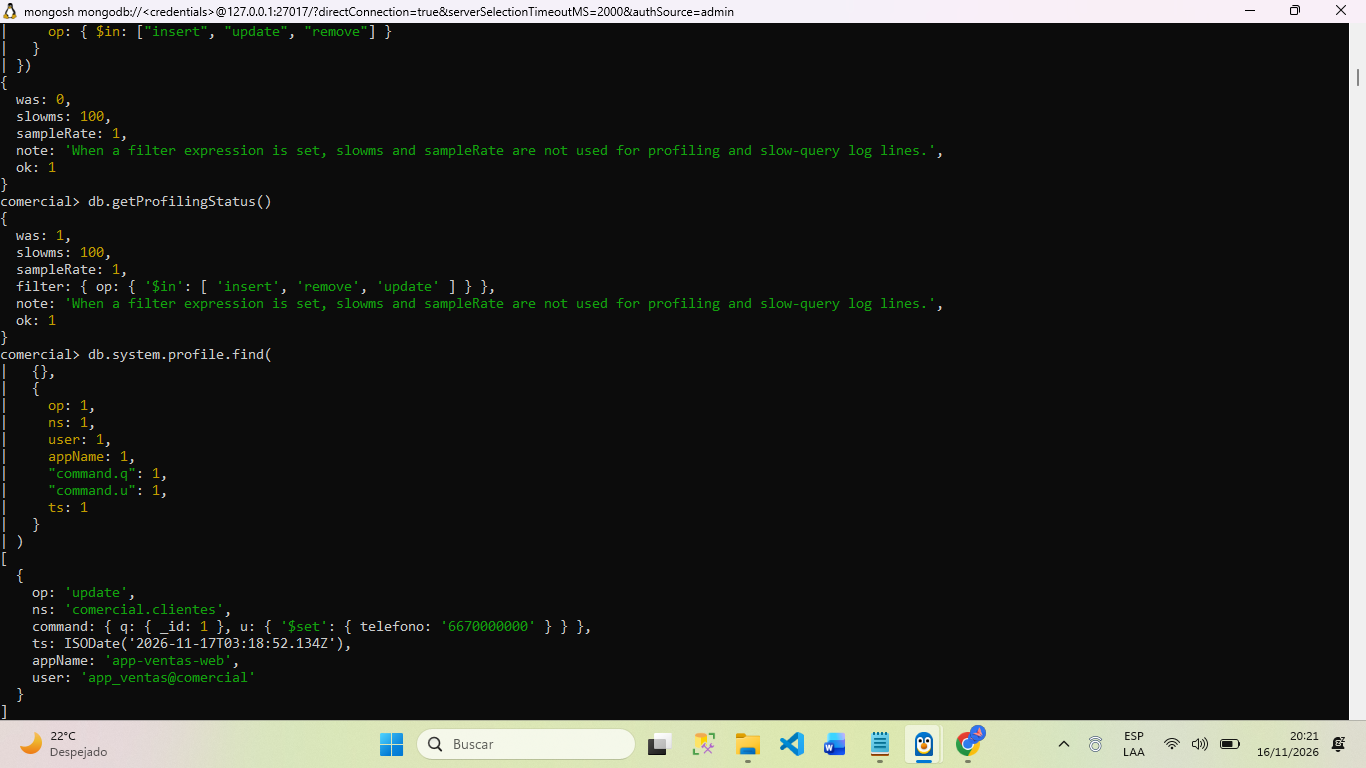 mongosh mongodb://<credentials>@127.0.0.1:27017/?directConnection=true&serverSelectionTimeoutMS=2000&authSource=admin
|     op: { $in: ["insert", "update", "remove"] }
|   }
| })
{
  was: 0,
  slowms: 100,
  sampleRate: 1,
  note: 'When a filter expression is set, slowms and sampleRate are not used for profiling and slow-query log lines.',
  ok: 1
}
comercial> db.getProfilingStatus()
{
  was: 1,
  slowms: 100,
  sampleRate: 1,
  filter: { op: { '$in': [ 'insert', 'remove', 'update' ] } },
  note: 'When a filter expression is set, slowms and sampleRate are not used for profiling and slow-query log lines.',
  ok: 1
}
comercial> db.system.profile.find(
|   {},
|   {
|     op: 1,
|     ns: 1,
|     user: 1,
|     appName: 1,
|     "command.q": 1,
|     "command.u": 1,
|     ts: 1
|   }
| )
[
  {
    op: 'update',
    ns: 'comercial.clientes',
    command: { q: { _id: 1 }, u: { '$set': { telefono: '6670000000' } } },
    ts: ISODate('2026-11-17T03:18:52.134Z'),
    appName: 'app-ventas-web',
    user: 'app_ventas@comercial'
  }
]
22°C
Despejado
Buscar
ESP
LAA
20:21
16/11/2026